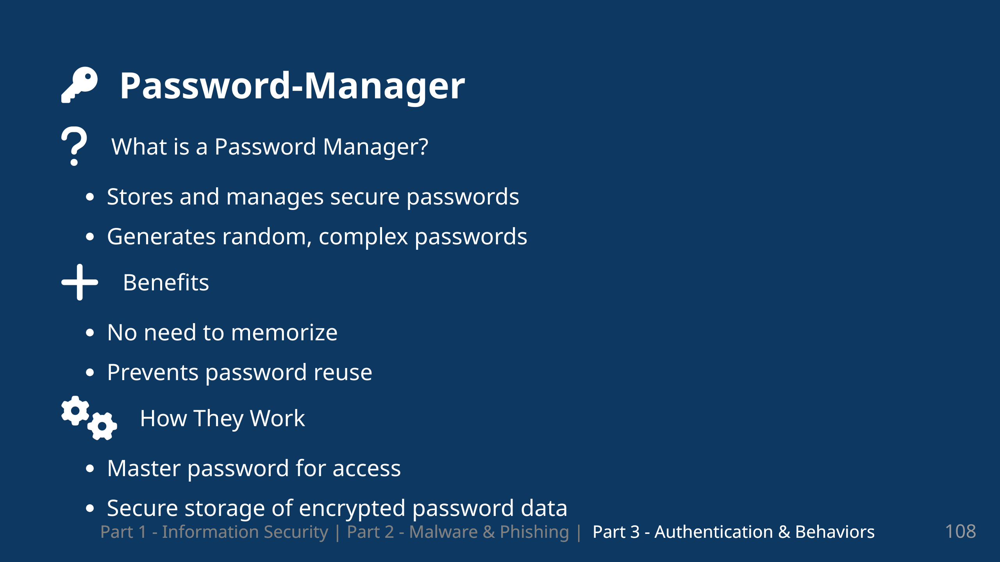 Password-Manager
What is a Password Manager?
• Stores and manages secure passwords
• Generates random, complex passwords
Benefits
• No need to memorize
• Prevents password reuse
How They Work
• Master password for access
• Secure storage of encrypted password data
Part 1 - Information Security | Part 2 - Malware & Phishing | Part 3 - Authentication & Behaviors 108